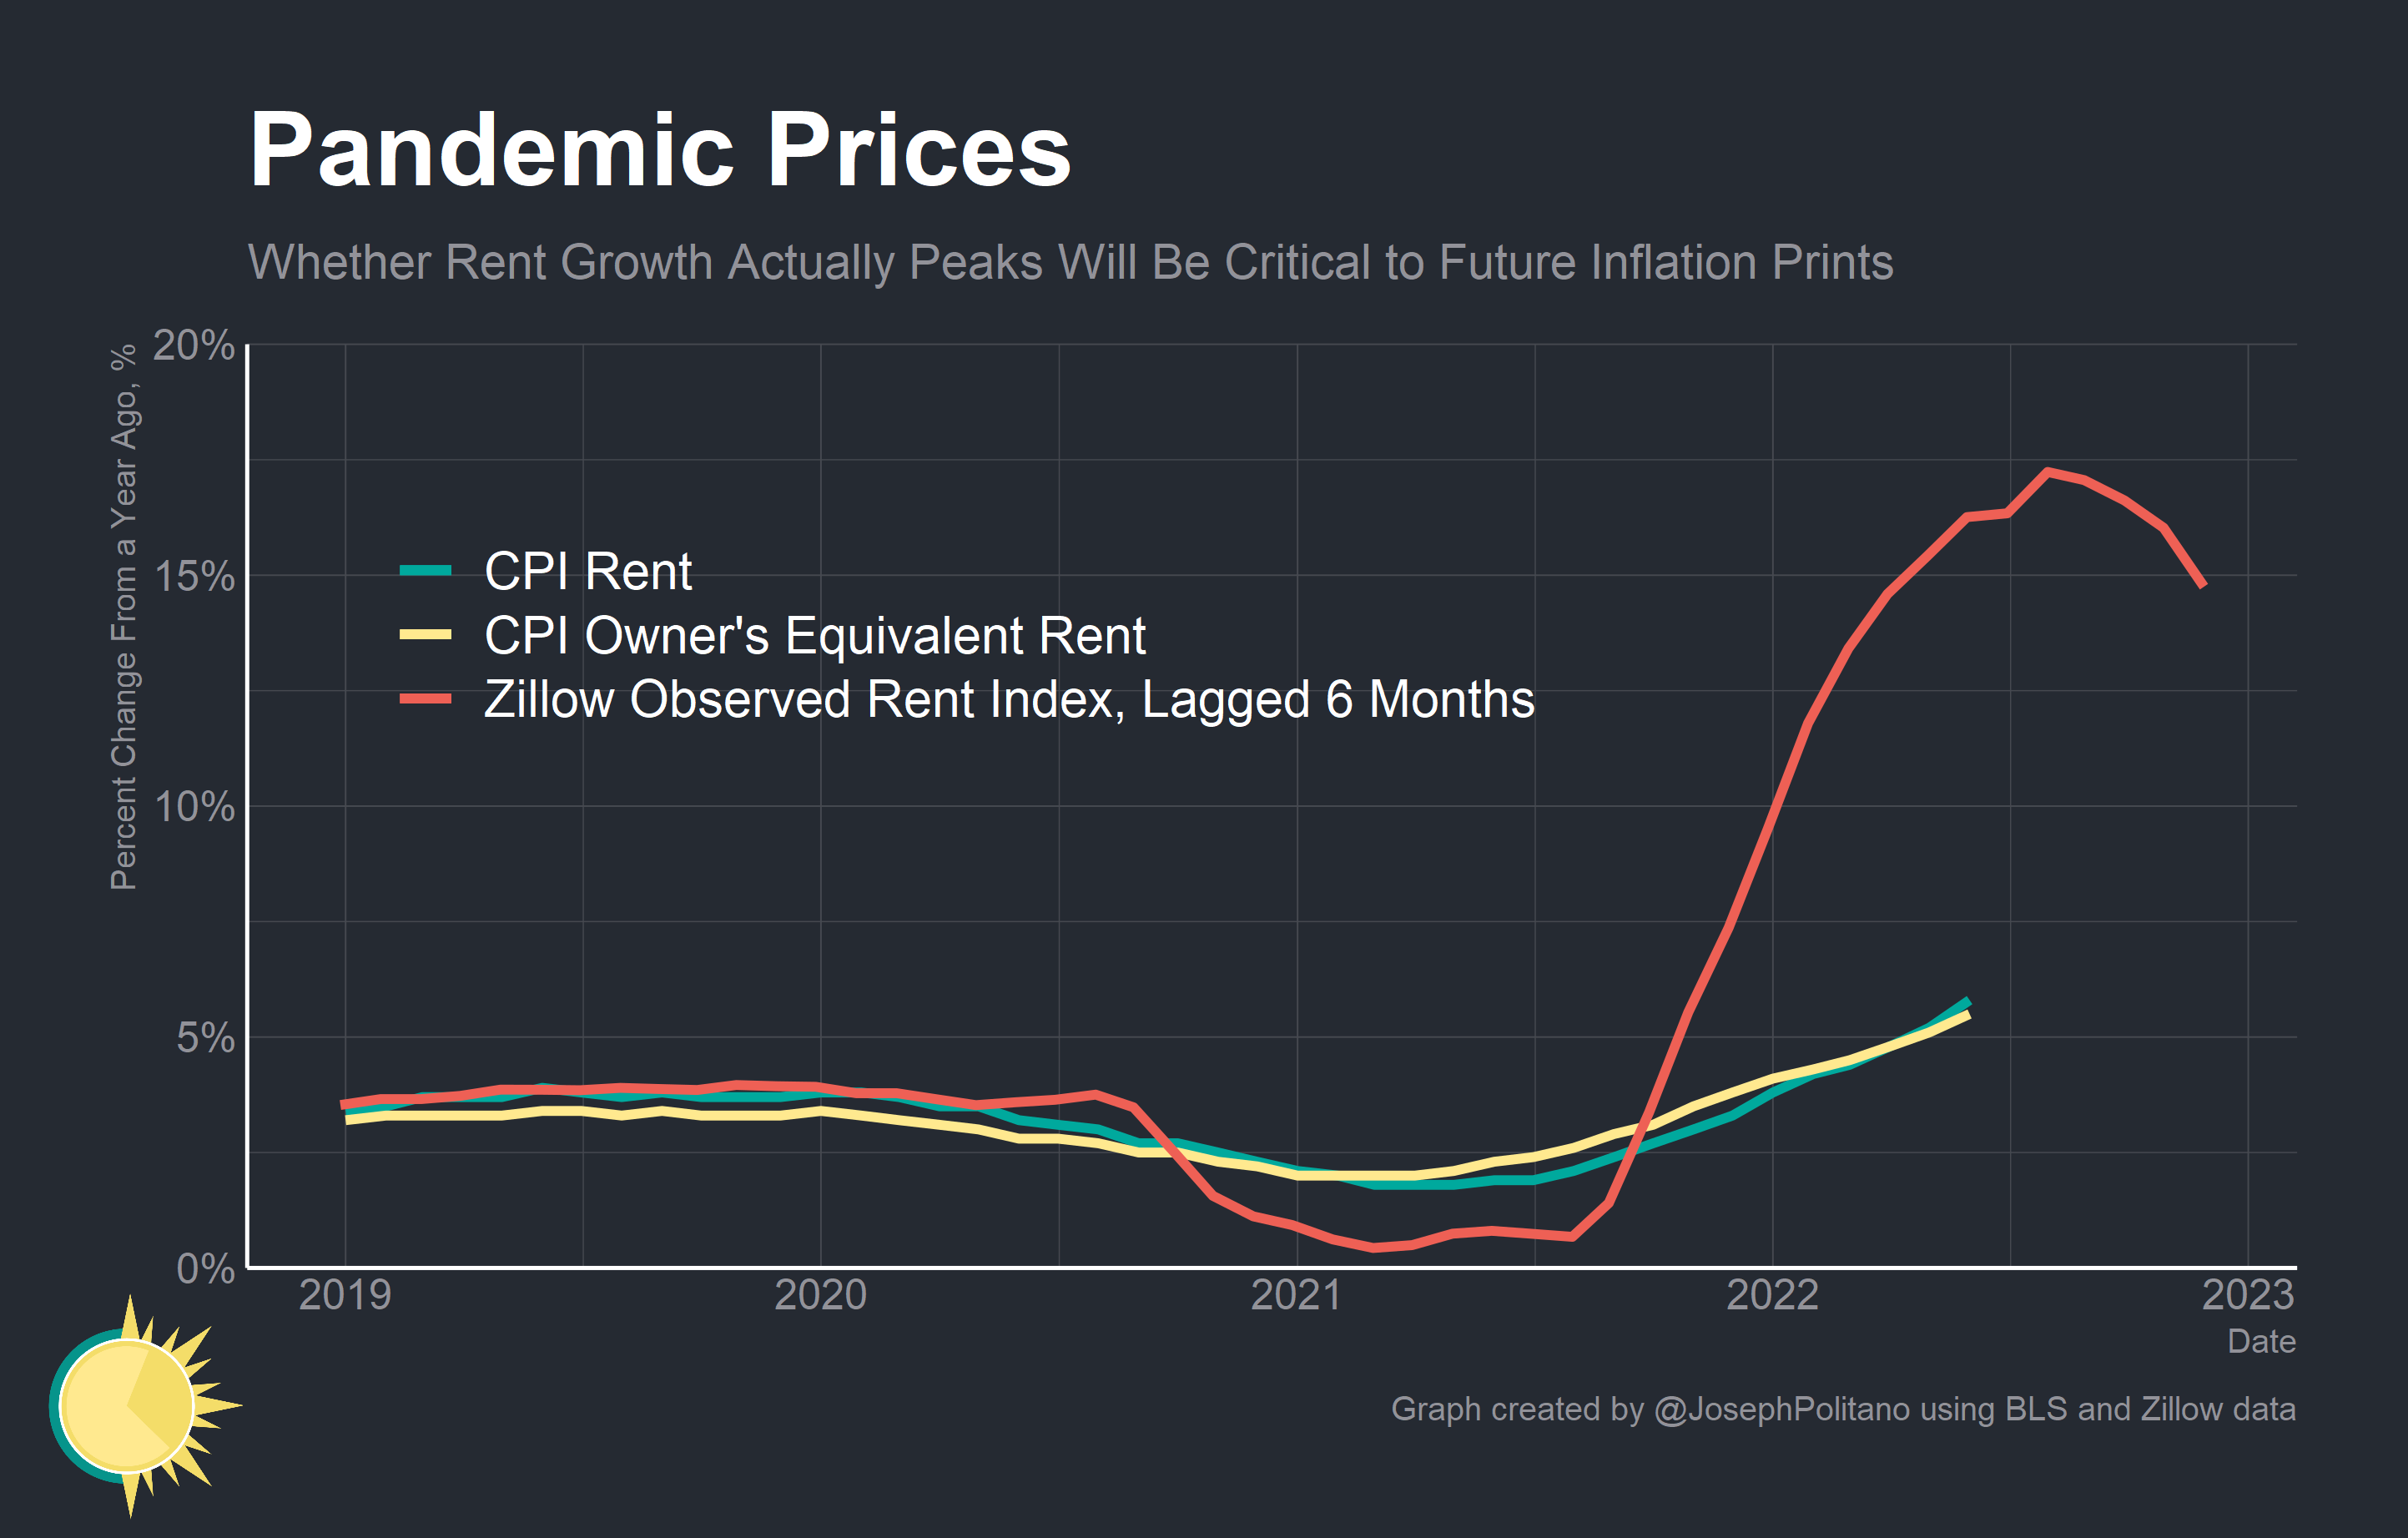 Pandemic Prices
Whether Rent Growth Actually Peaks Will Be Critical to Future Inflation Prints
Percent Change From a Year Ago, %
20%
15%
10%
5%
0%
CPI Rent
CPI Owner's Equivalent Rent
Zillow Observed Rent Index, Lagged 6 Months
2019
2020
2021
2022
2023
Date
Graph created by @JosephPolitano using BLS and Zillow data